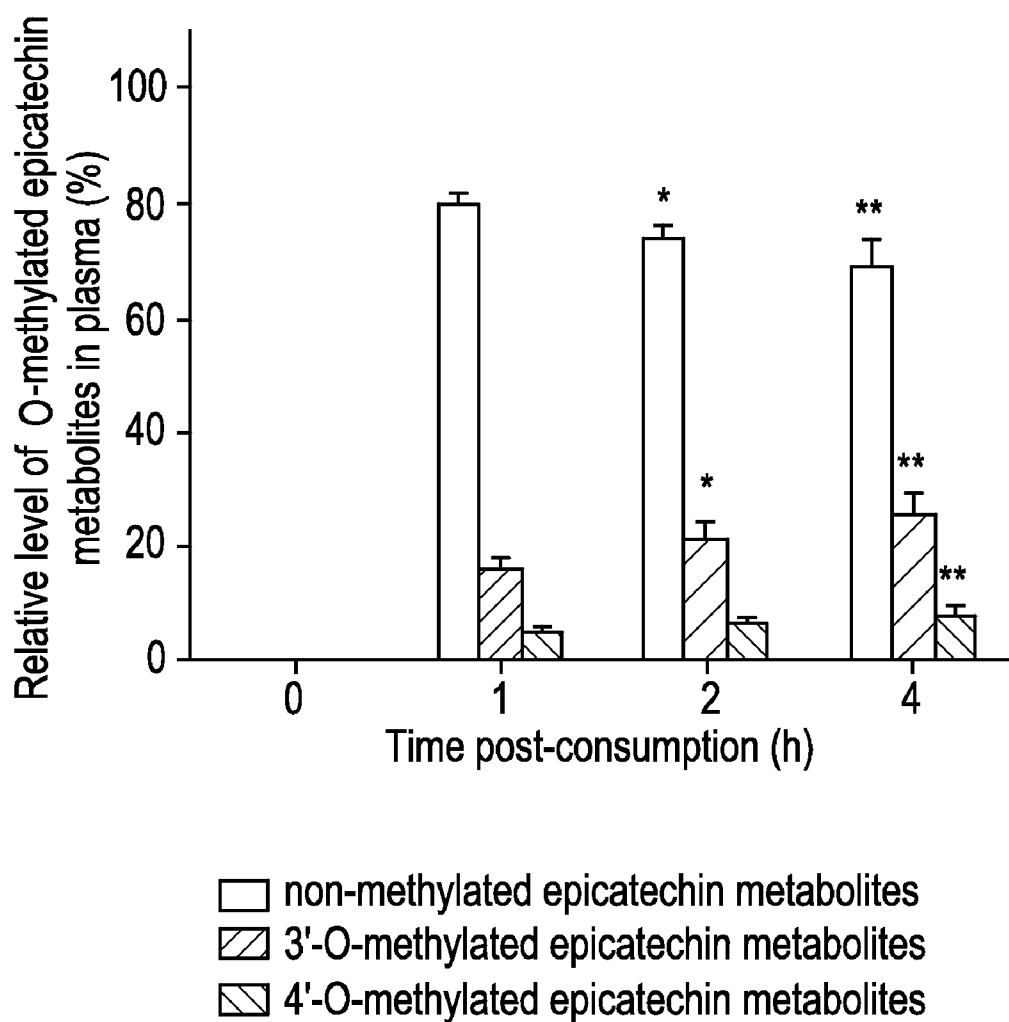 Relative level of O-methylated epicatechin
metabolites in plasma (%)
100
80
60
40
20
0
*
**
*
**
**
0 1 2 4
Time post-consumption (h)
non-methylated epicatechin metabolites
3'-O-methylated epicatechin metabolites
4'-O-methylated epicatechin metabolites